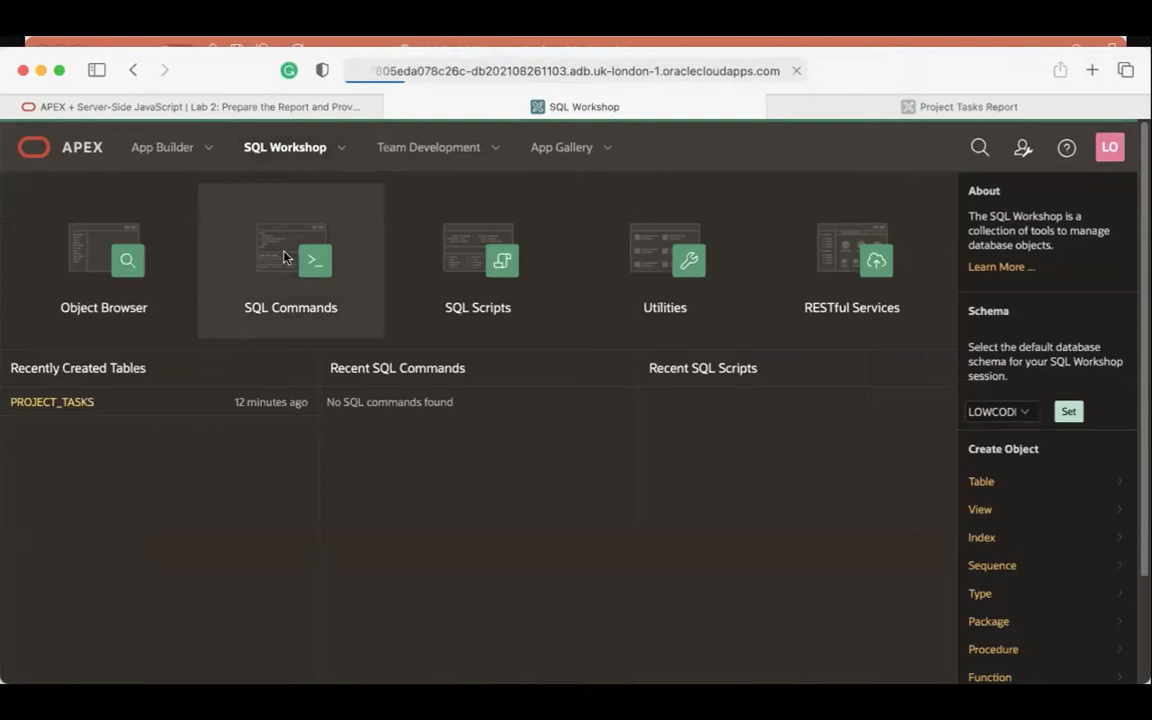 805eda078c26c-db202108261103.adb.uk-london-1.oraclecloudapps.com
APEX + Server-Side JavaScript | Lab 2: Prepare the Report and Prov...
SQL Workshop
Project Tasks Report
APEX
App Builder
SQL Workshop
Team Development
App Gallery
LO
Object Browser
SQL Commands
SQL Scripts
Utilities
RESTful Services
Recently Created Tables
Recent SQL Commands
Recent SQL Scripts
PROJECT_TASKS
12 minutes ago
No SQL commands found
About
The SQL Workshop is a
collection of tools to manage
database objects.
Learn More ...
Schema
Select the default database
schema for your SQL Workshop
session.
LOWCODI
Set
Create Object
Table
View
Index
Sequence
Type
Package
Procedure
Function